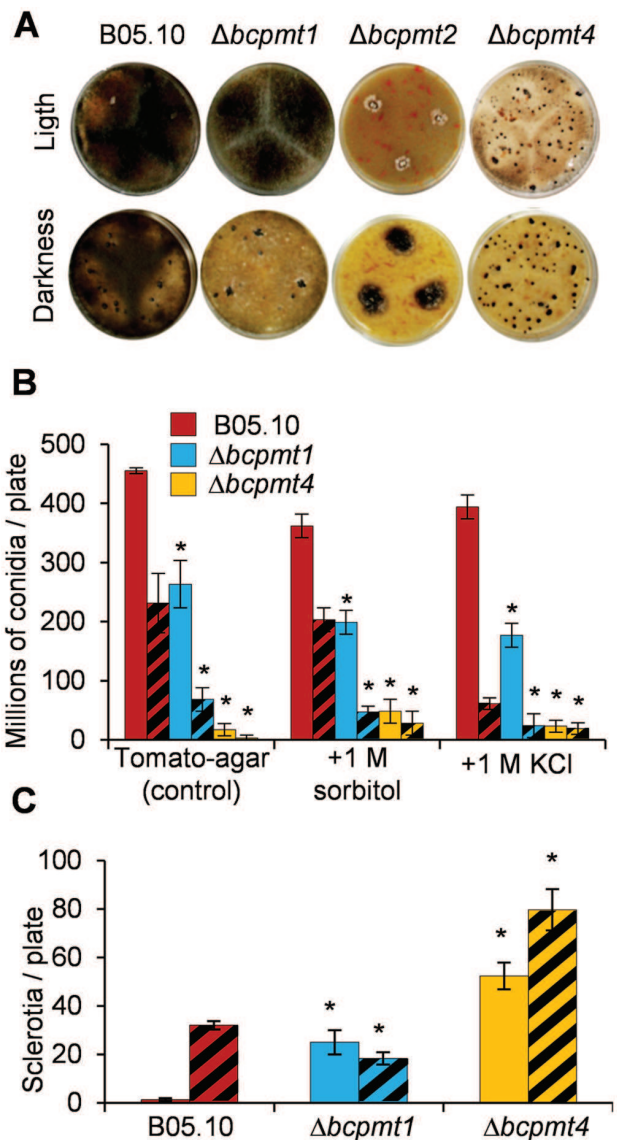 A
B05.10 Δbcpmt1 Δbcpmt2 Δbcpmt4
Ligth
Darkness
B
B05.10
Δbcpmt1
Δbcpmt4
Millions of conidia / plate
500
400
300
200
100
0
* * * *
* * * *
* * * *
Tomato-agar
(control)
+1 M
sorbitol
+1 M KCl
C
Sclerotia / plate
100
80
60
40
20
0
* * * *
B05.10 Δbcpmt1 Δbcpmt4